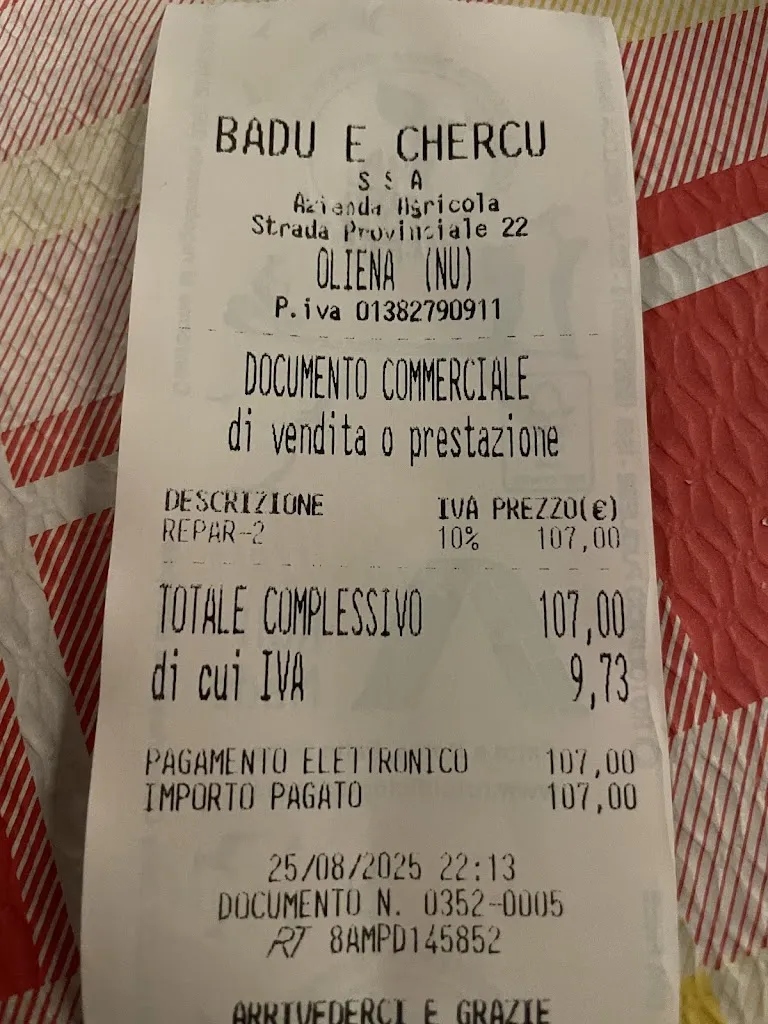 BADU E CHERCU
S S A
Azienda Agricola
Strada Provinciale 22
OLIENA (NU)
P.iva 01382790911
DOCUMENTO COMMERCIALE
di vendita o prestazione
DESCRIZIONE IVA PREZZO(€)
REPAR-2 10% 107,00
TOTALE COMPLESSIVO 107,00
di cui IVA 9,73
PAGAMENTO ELETTRONICO 107,00
IMPORTO PAGATO 107,00
25/08/2025 22:13
DOCUMENTO N. 0352-0005
RT 8AMPD145852
ARRIVEDERCI E GRAZIE